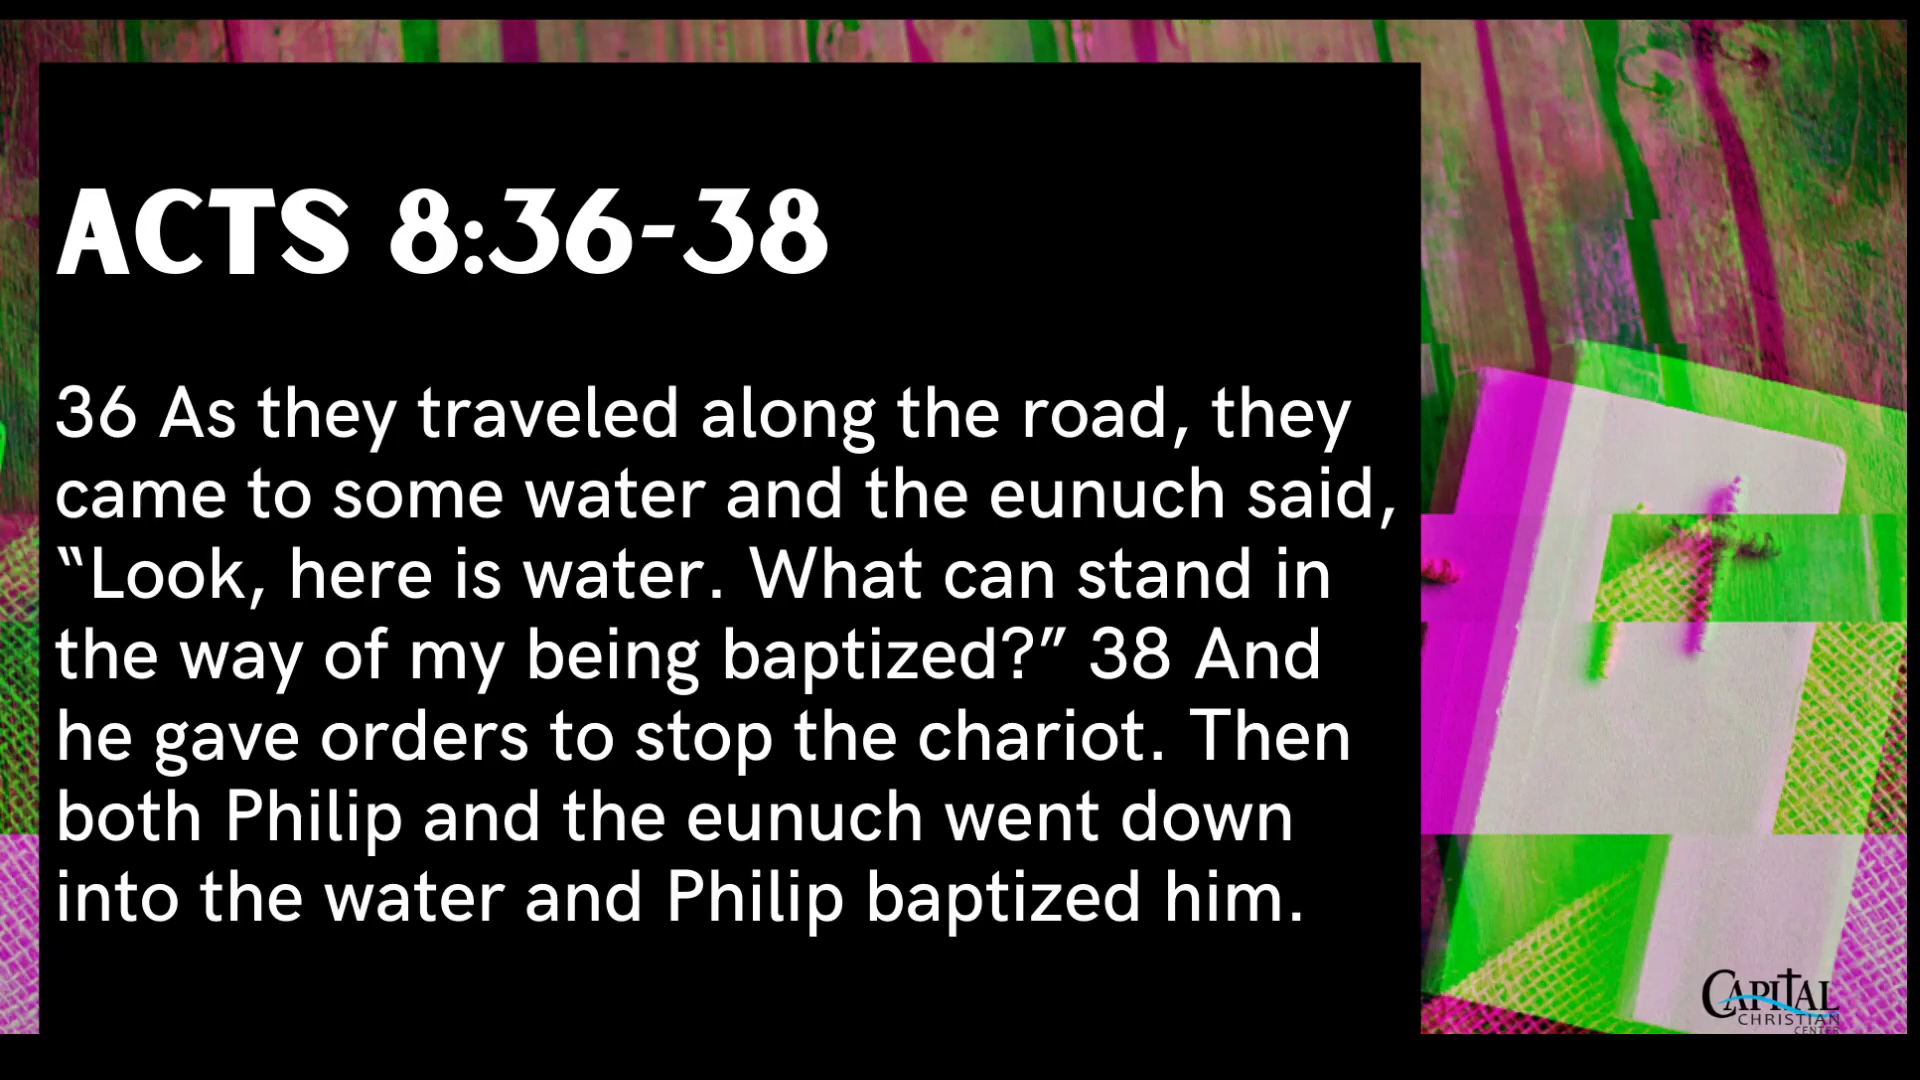 ACTS 8:36-38
36 As they traveled along the road, they
came to some water and the eunuch said,
“Look, here is water. What can stand in
the way of my being baptized?” 38 And
he gave orders to stop the chariot. Then
both Philip and the eunuch went down
into the water and Philip baptized him.
CAPITAL
CHRISTIAN
CENTER